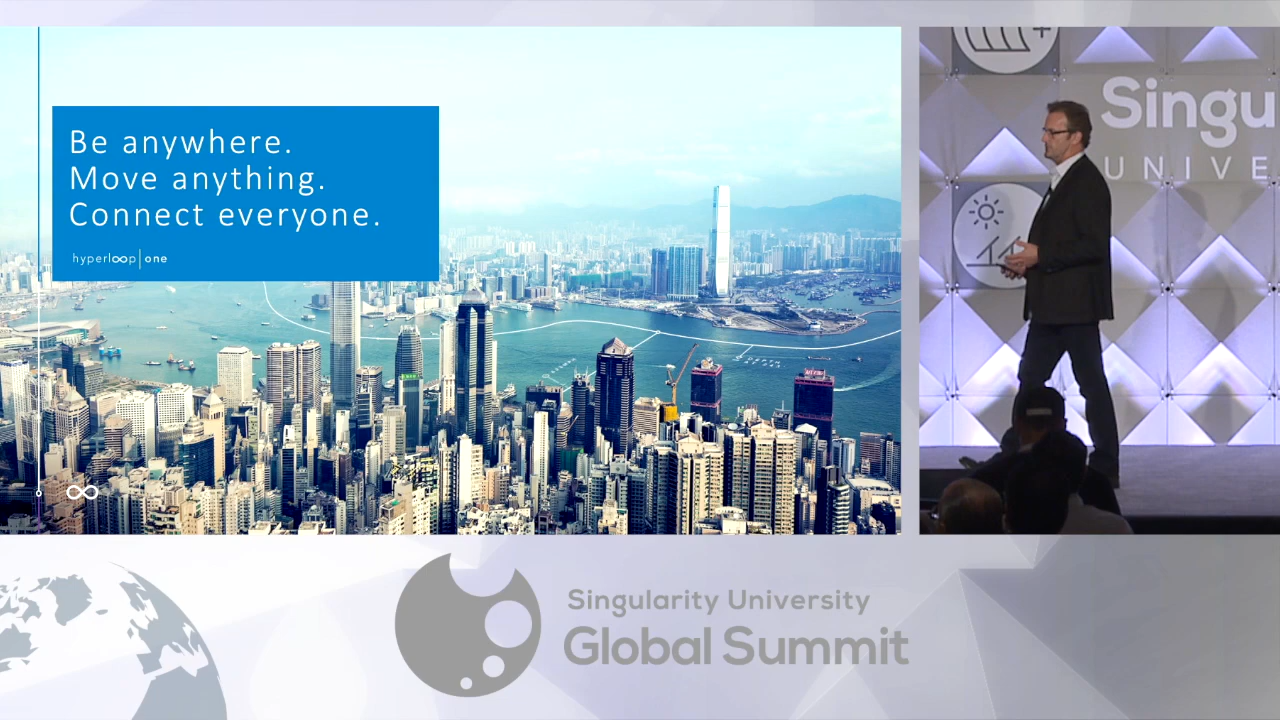 Be anywhere.
Move anything.
Connect everyone.
hyperloop|one
Singu
UNIVE
Singularity University
Global Summit